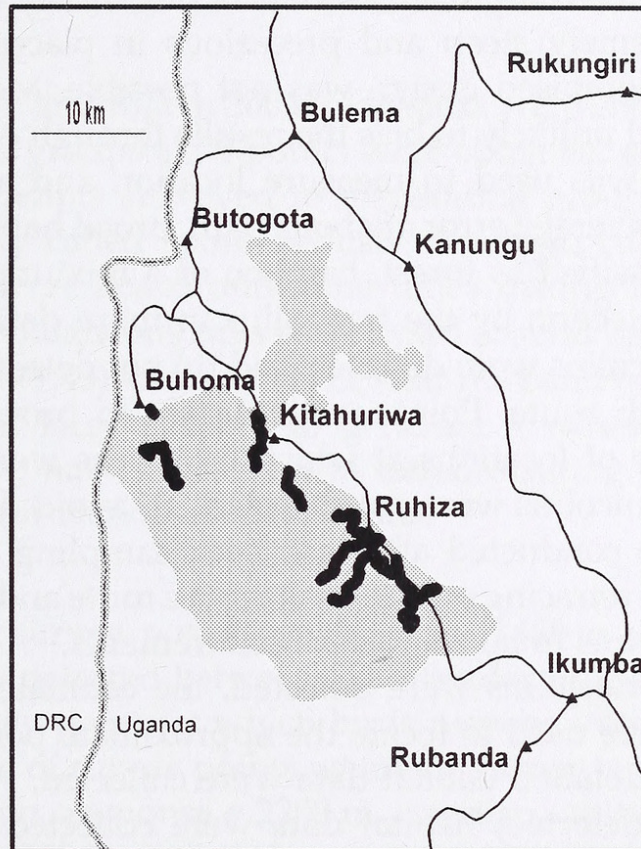 Rukungiri
10 km
Bulema
Butogota
Kanungu
Buhoma
Kitahuriwa
Ruhiza
Ikumba
DRC Uganda
Rubanda